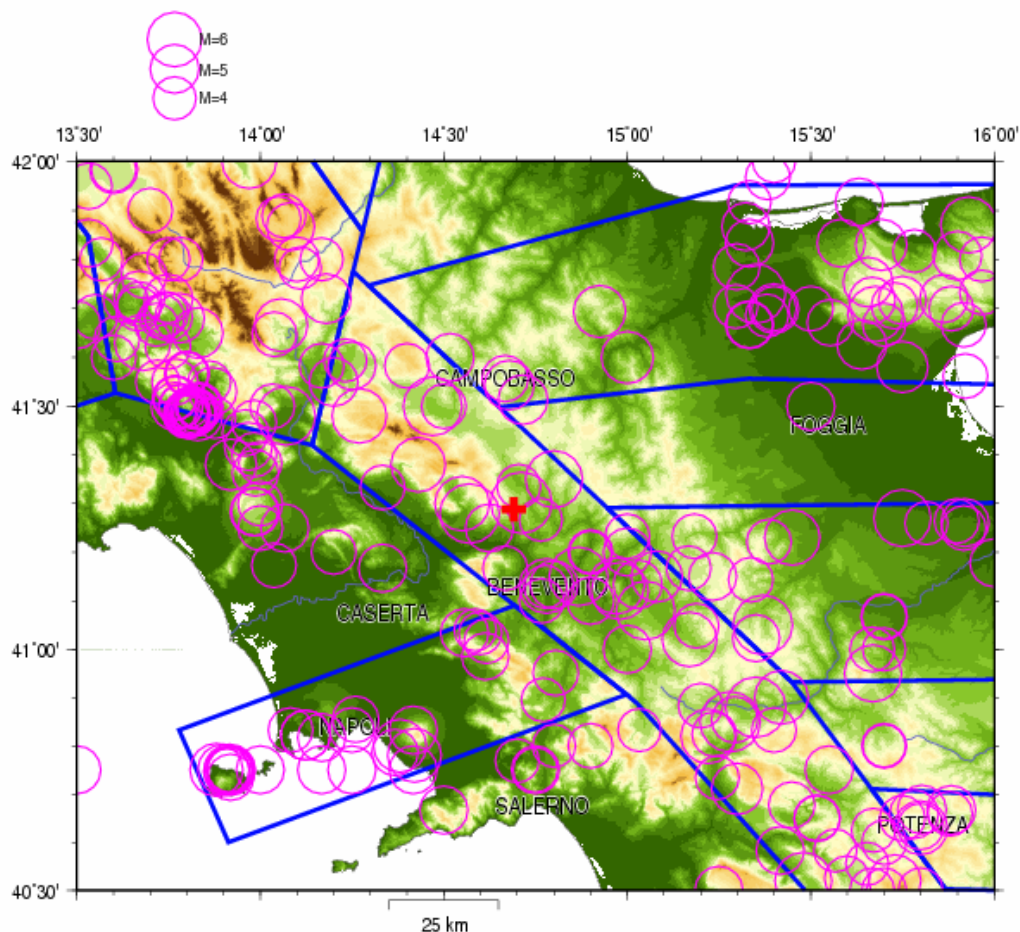 M=6
M=5
M=4
13˚30' 14˚00' 14˚30' 15˚00' 15˚30' 16˚00'
42˚00'
CAMPOBASSO
41˚30'
FOGGIA
BENEVENTO
CASERTA
41˚00'
NAPOLI
SALERNO
POTENZA
40˚30'
25 km